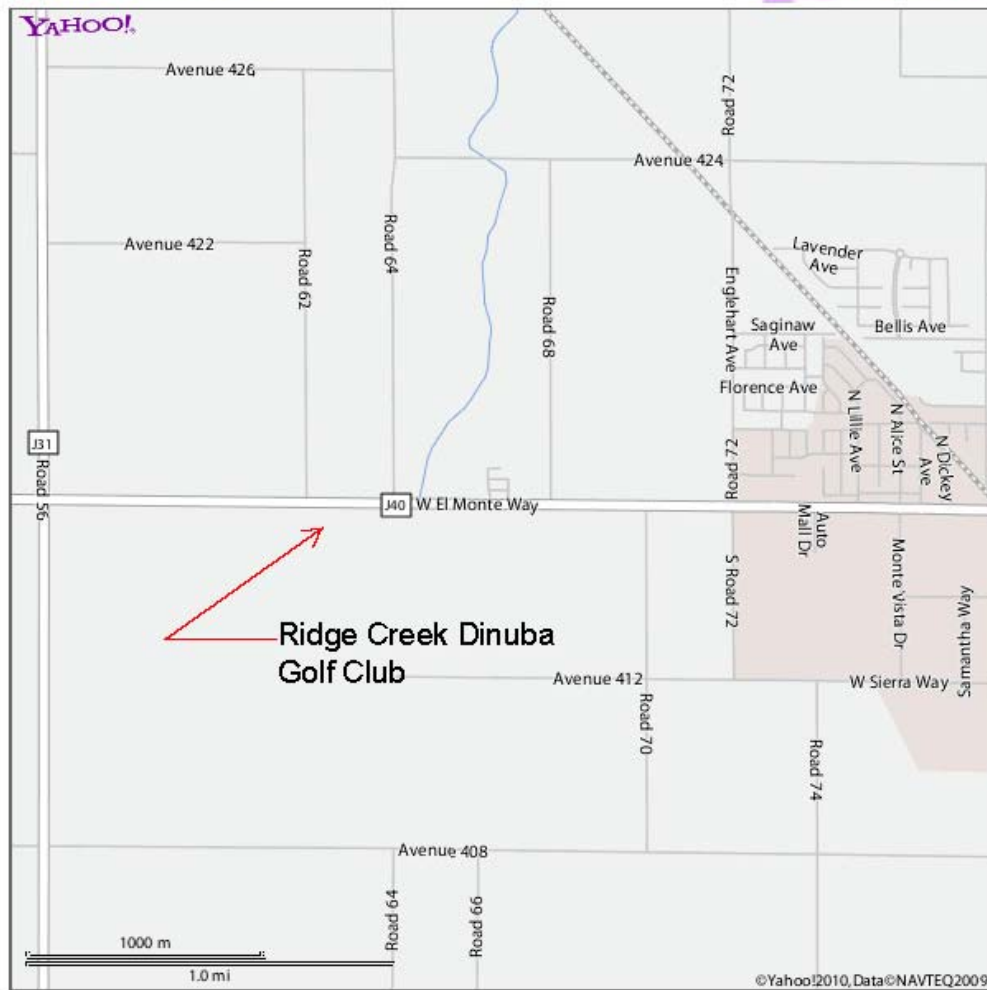 YAHOO!
Avenue 426
Road 72
Avenue 424
Road 64
Avenue 422
Road 62
Lavender
Ave
Road 68
Englehart Ave
Saginaw
Ave
Bellis Ave
Florence Ave
N Lillie Ave
N Alice St
N Dickey
Ave
J31
Road 56
Road 72
J40
W El Monte Way
Auto
Mall Dr
S Road 72
Monte Vista Dr
Samantha Way
Ridge Creek Dinuba
Golf Club
Avenue 412
W Sierra Way
Road 70
Road 74
Avenue 408
Road 64
Road 66
1000 m
1.0 mi
©Yahoo!2010, Data©NAVTEQ2009